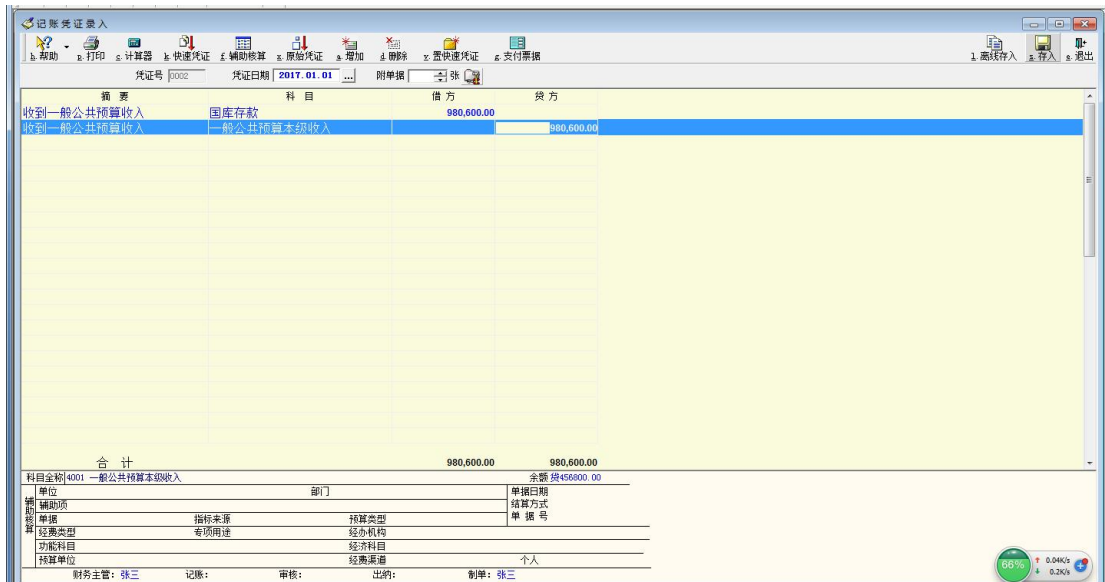 记账凭证录入
h.帮助 p.打印 c.计算器 k.快速凭证 f.辅助核算 z.原始凭证 a.增加 d.删除 y.置快速凭证 g.支付票据 l.离线存入 s.存入 x.退出
凭证号 0002 凭证日期 2017.01.01 ... 附单据 张
摘 要 科 目 借 方 贷 方
收到一般公共预算收入 国库存款 980,600.00
收到一般公共预算收入 一般公共预算本级收入 980,600.00
合 计 980,600.00 980,600.00
科目全称 4001 一般公共预算本级收入 余额 贷456800.00
辅助核算
单位 部门 单据日期
辅助项 结算方式
单据 指标来源 预算类型 单 据 号
经费类型 专项用途 经办机构
功能科目 经济科目
预算单位 经费渠道 个人
财务主管：张三 记账： 审核： 出纳： 制单：张三
66% 0.04K/s
0.2K/s